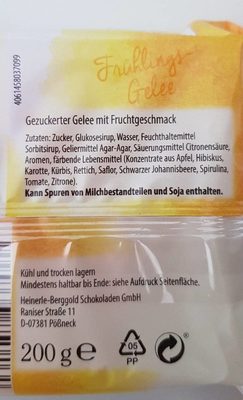 4061458037099
Frühlings-
Gelee
Gezuckerter Gelee mit Fruchtgeschmack
Zutaten: Zucker, Glukosesirup, Wasser, Feuchthaltemittel
Sorbitsirup, Geliermittel Agar-Agar, Säuerungsmittel Citronensäure,
Aromen, färbende Lebensmittel (Konzentrate aus Apfel, Hibiskus,
Karotte, Kürbis, Rettich, Saflor, Schwarzer Johannisbeere, Spirulina,
Tomate, Zitrone).
Kann Spuren von Milchbestandteilen und Soja enthalten.
Kühl und trocken lagern
Mindestens haltbar bis Ende: siehe Aufdruck Seitenfläche.
Heinerle-Berggold Schokoladen GmbH
Raniser Straße 11
D-07381 Pößneck
200 g e
05
PP